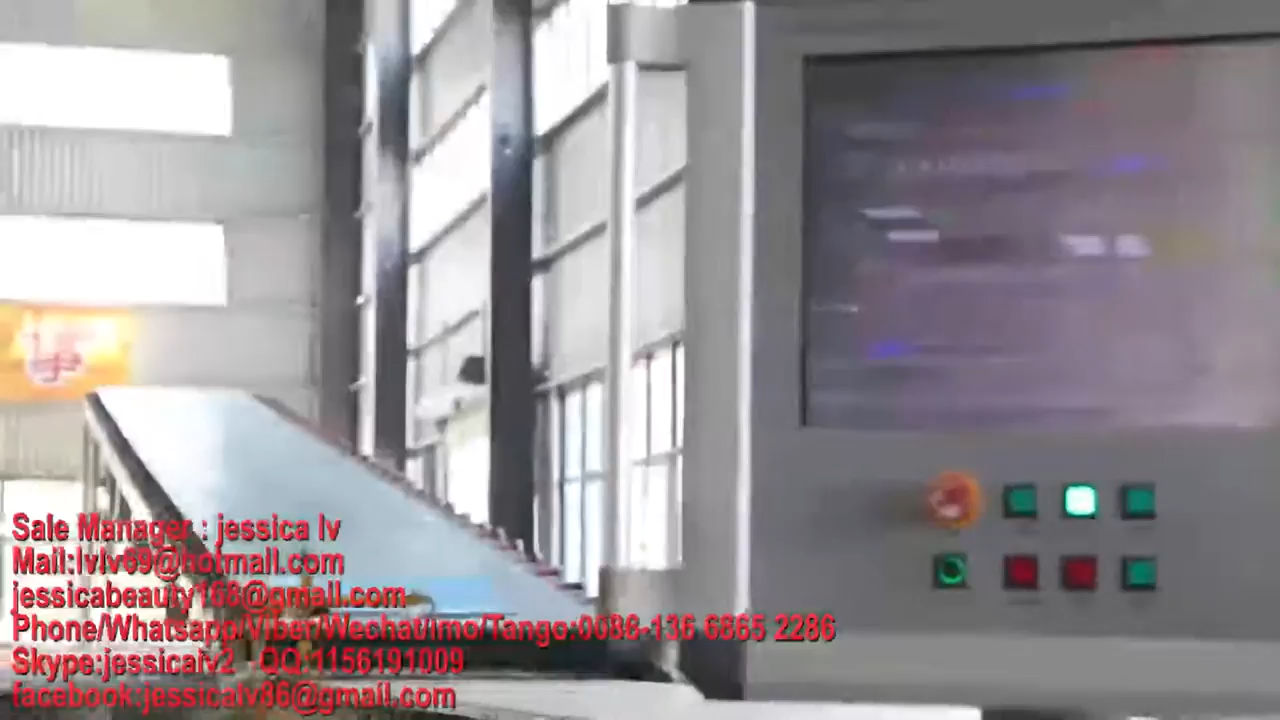 Sale Manager : jessica lv
Mail:lvlv69@hotmail.com
jessicabeauty168@gmail.com
Phone/Whatsapp/Viber/Wechat/imo/Tango:0086-136 6865 2286
Skype:jessicalv2 QQ:1156191009
facebook:jessicalv86@gmail.com